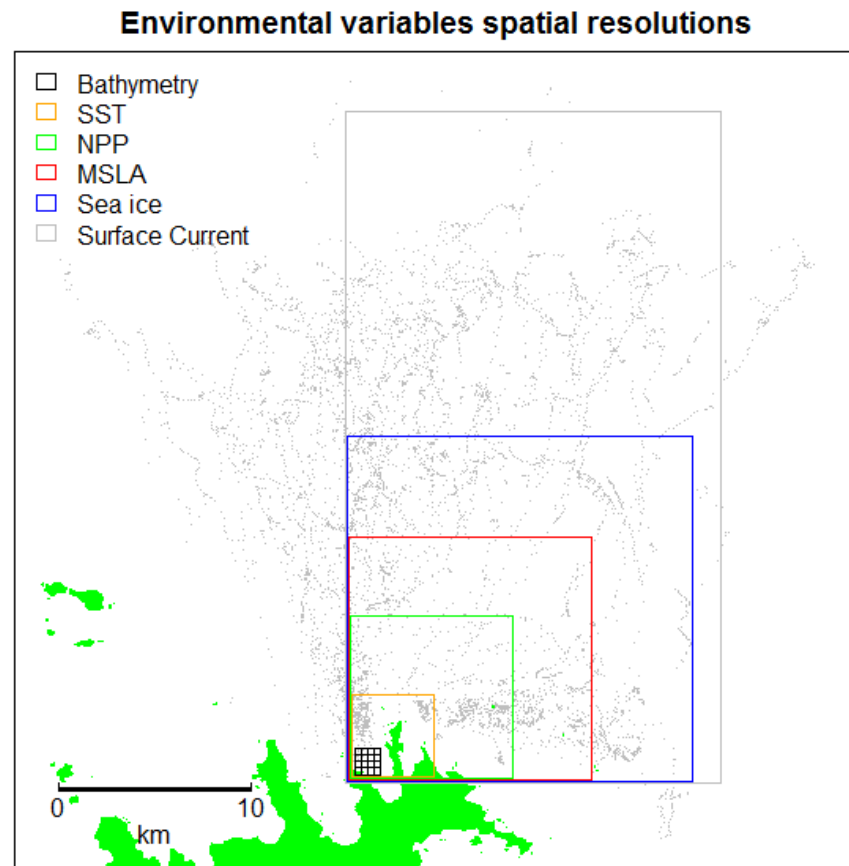 Environmental variables spatial resolutions
Bathymetry
SST
NPP
MSLA
Sea ice
Surface Current
0 10
km